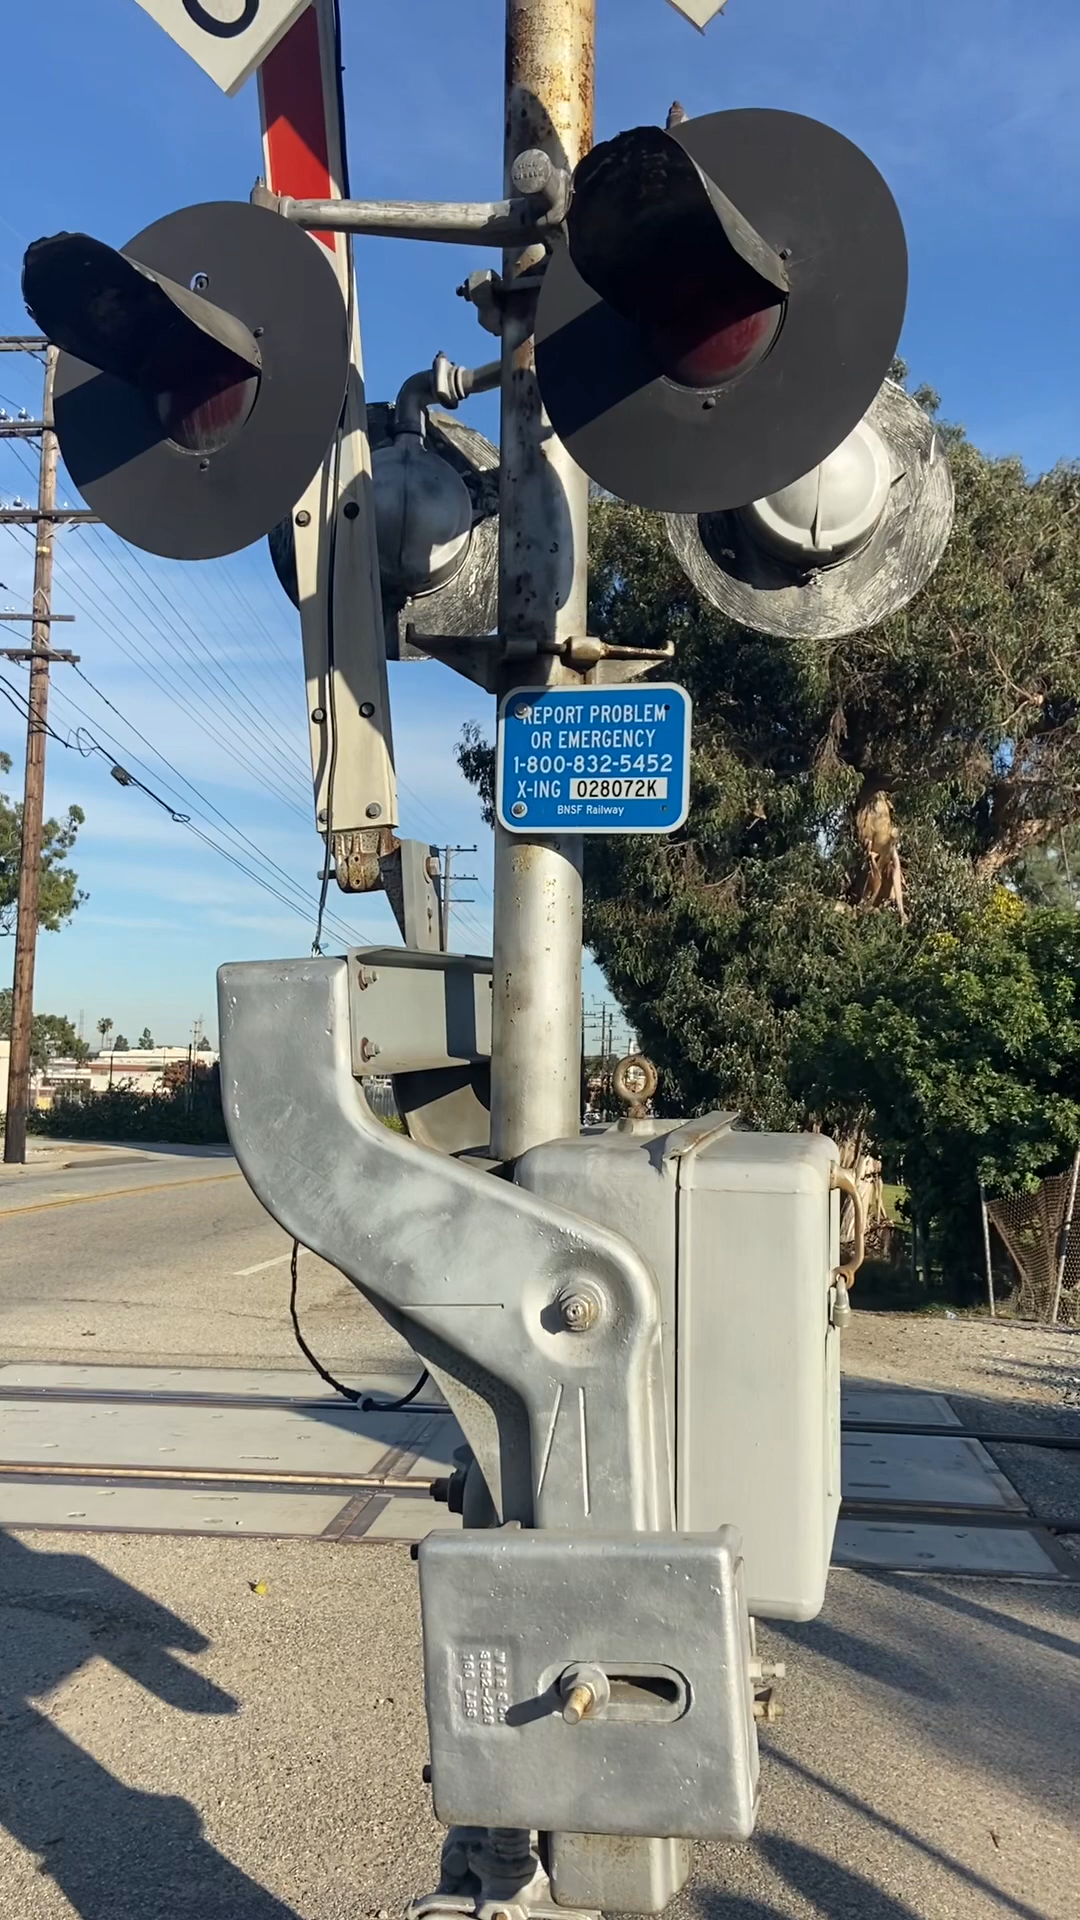 REPORT PROBLEM
OR EMERGENCY
1-800-832-5452
X-ING 028072K
BNSF Railway